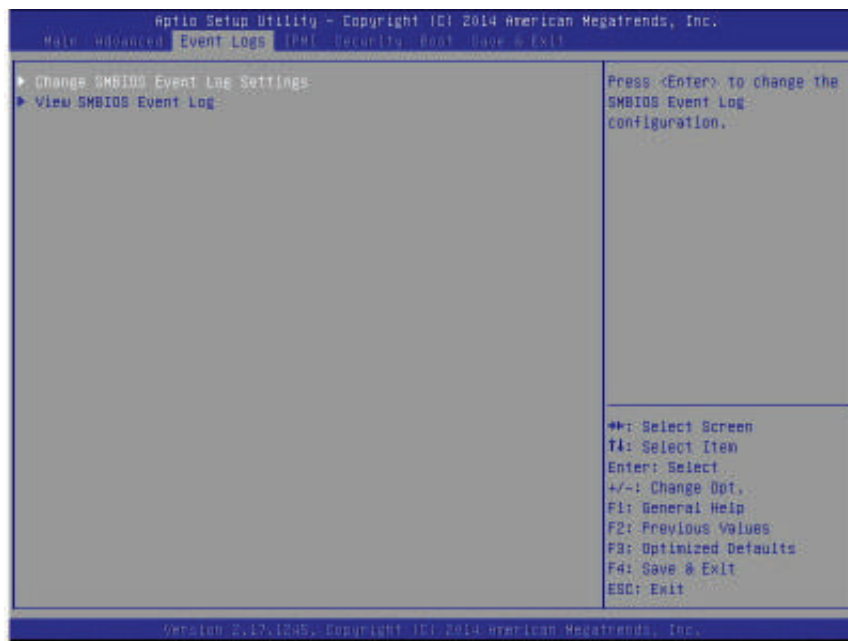 Aptio Setup Utility - Copyright (C) 2014 American Megatrends, Inc.
Main Advanced Event Logs IPMI Security Boot Save & Exit
Change SMBIOS Event Log Settings
View SMBIOS Event Log
Press <Enter> to change the
SMBIOS Event Log
configuration.
→←: Select Screen
↑↓: Select Item
Enter: Select
+/-: Change Opt.
F1: General Help
F2: Previous Values
F3: Optimized Defaults
F4: Save & Exit
ESC: Exit
Version 2.17.1245. Copyright (C) 2014 American Megatrends, Inc.